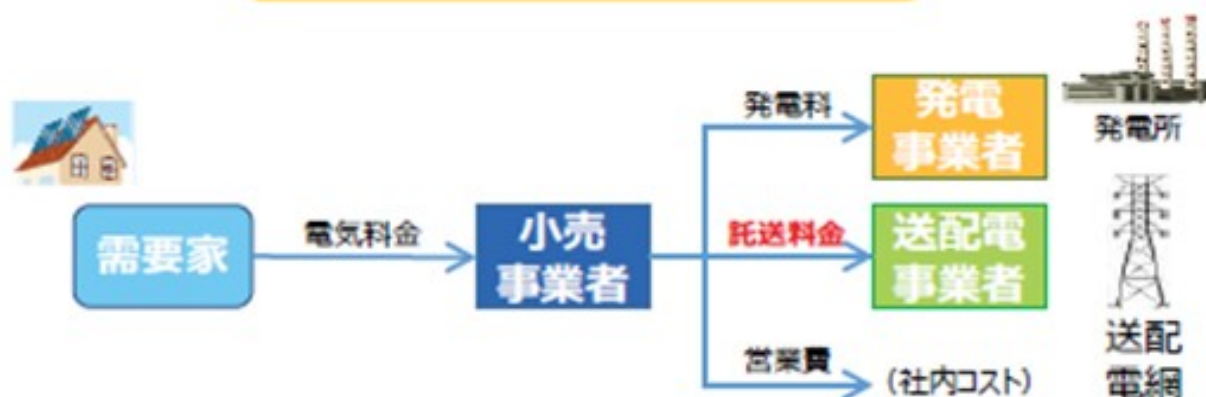 発電科
発電
事業者
発電所
需要家
電気料金
小売
事業者
託送料金
送配電
事業者
送配
電網
営業費
(社内コスト)